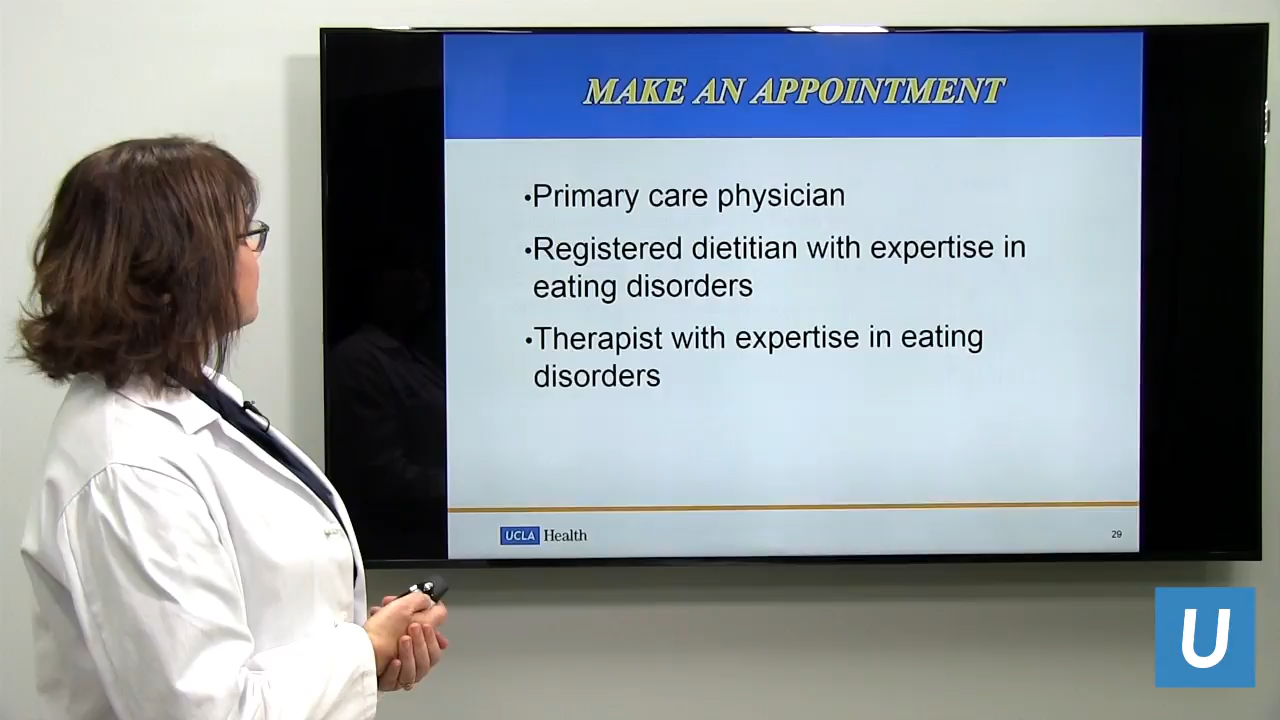 MAKE AN APPOINTMENT
•Primary care physician
•Registered dietitian with expertise in
eating disorders
•Therapist with expertise in eating
disorders
UCLA Health
29
U